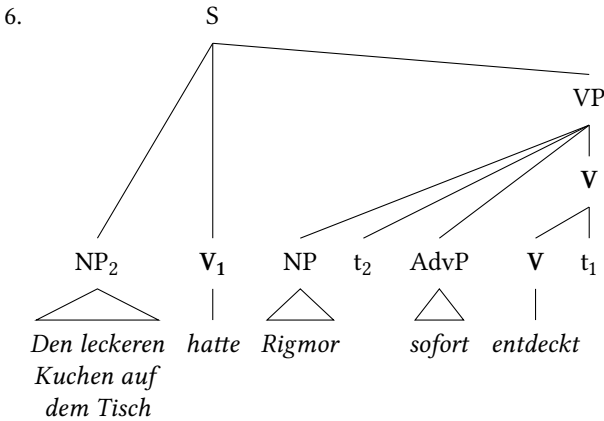 6.
S
VP
V
NP₂ V₁ NP t₂ AdvP V t₁
Den leckeren hatte Rigmor sofort entdeckt
Kuchen auf
dem Tisch